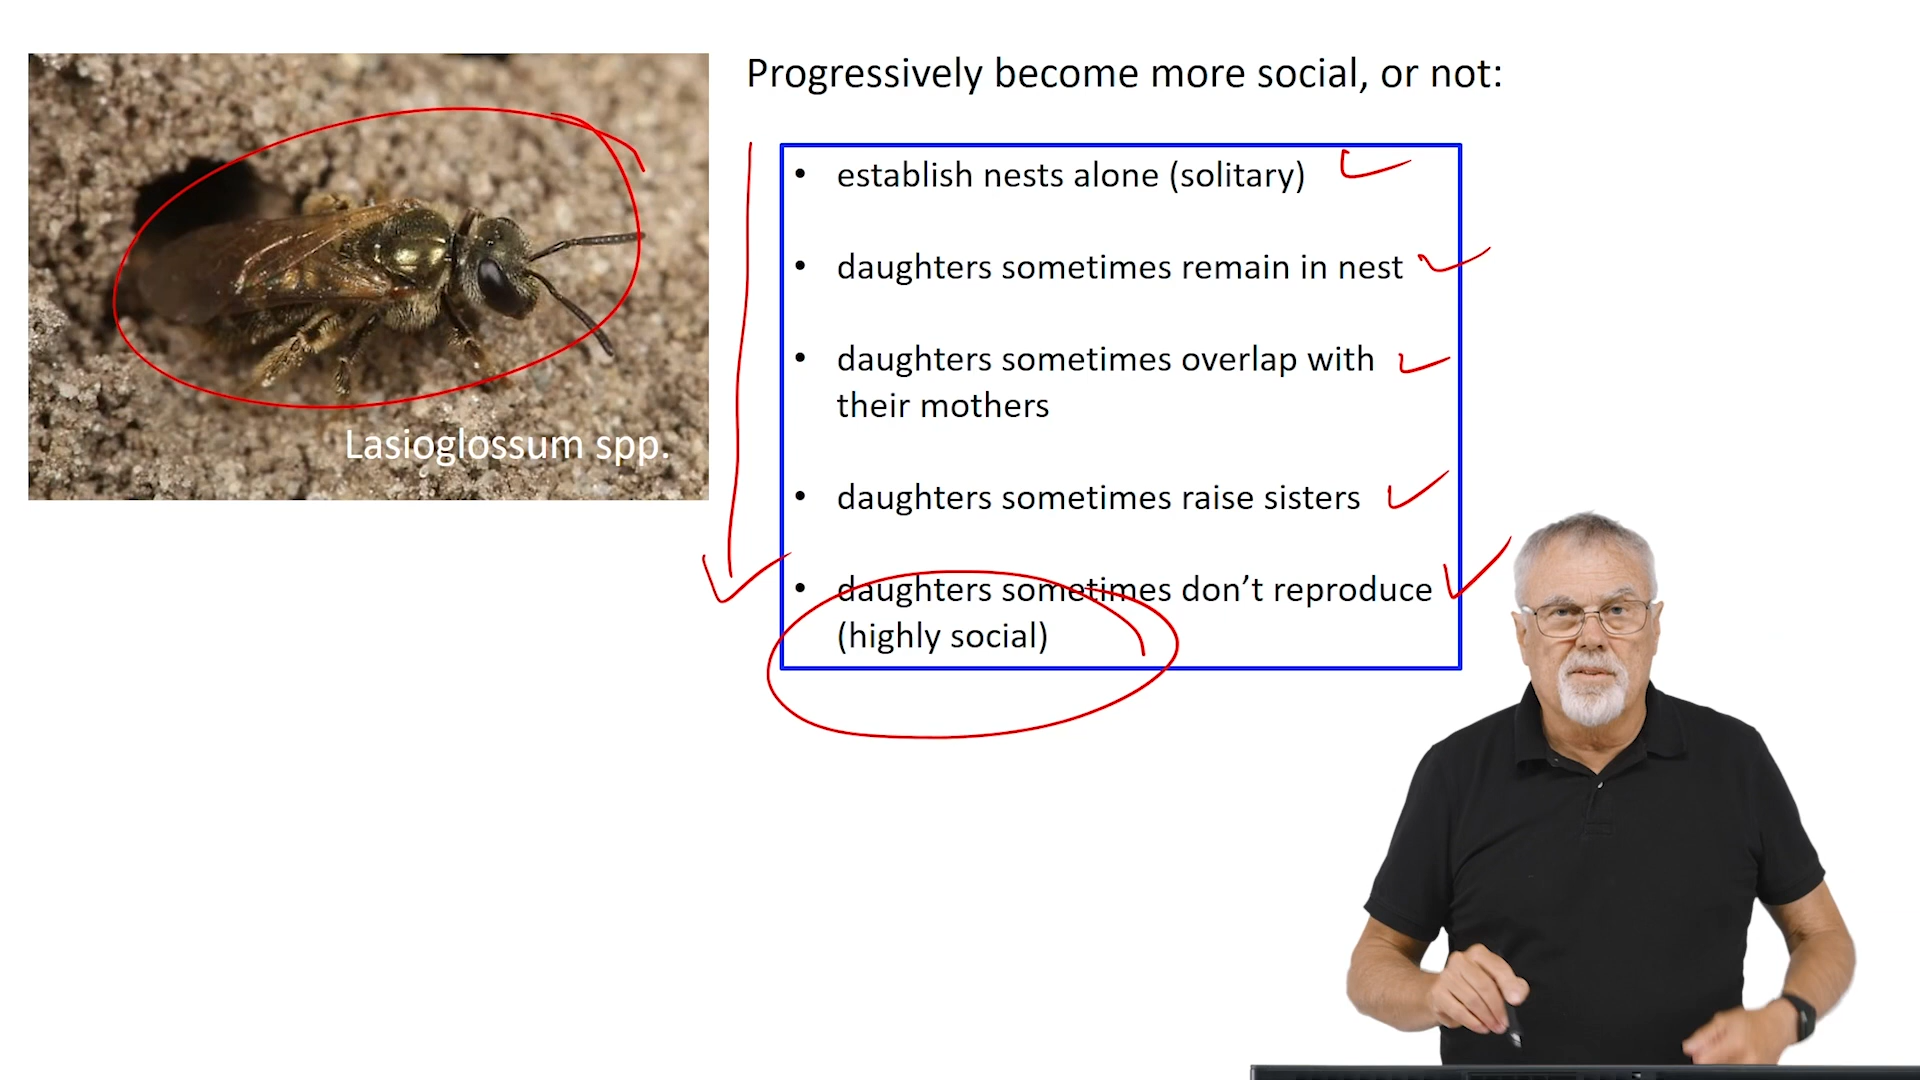 Progressively become more social, or not:
• establish nests alone (solitary)
• daughters sometimes remain in nest
• daughters sometimes overlap with
their mothers
• daughters sometimes raise sisters
• daughters sometimes don’t reproduce
(highly social)
Lasioglossum spp.